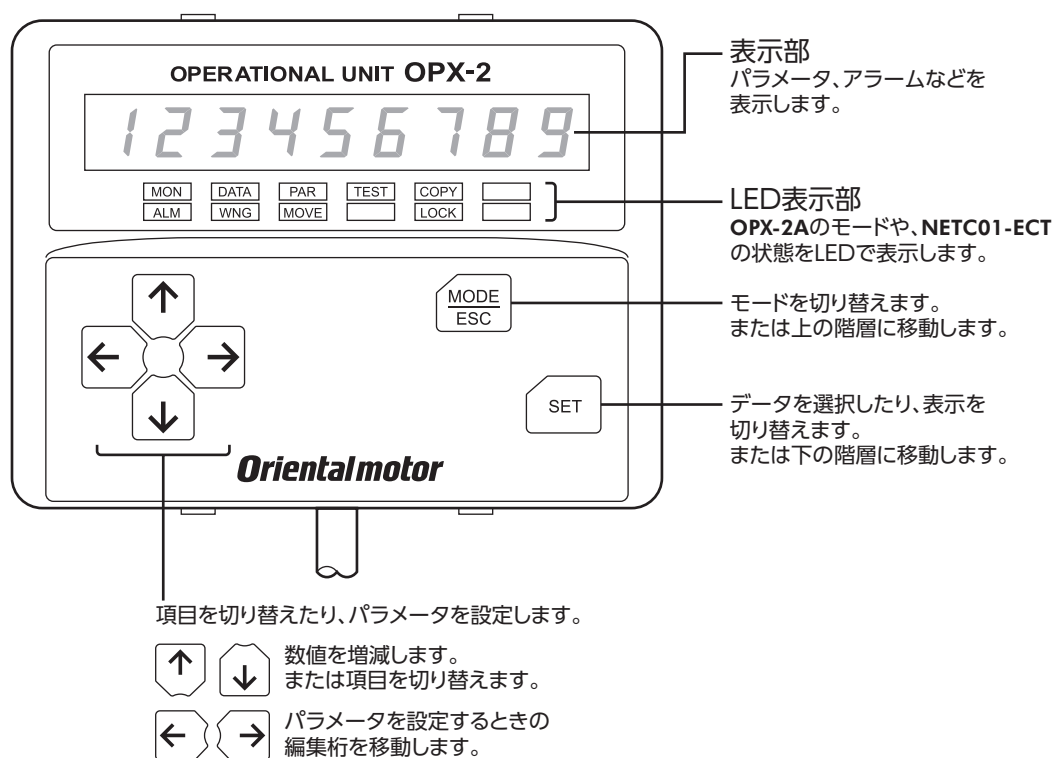 OPERATIONAL UNIT OPX-2
123456789
MON DATA PAR TEST COPY
ALM WNG MOVE LOCK
MODE
ESC
SET
Orientalmotor
表示部
パラメータ、アラームなどを
表示します。
LED表示部
OPX-2Aのモードや、NETC01-ECT
の状態をLEDで表示します。
モードを切り替えます。
または上の階層に移動します。
データを選択したり、表示を
切り替えます。
または下の階層に移動します。
項目を切り替えたり、パラメータを設定します。
↑ ↓ 数値を増減します。
または項目を切り替えます。
← → パラメータを設定するときの
編集桁を移動します。